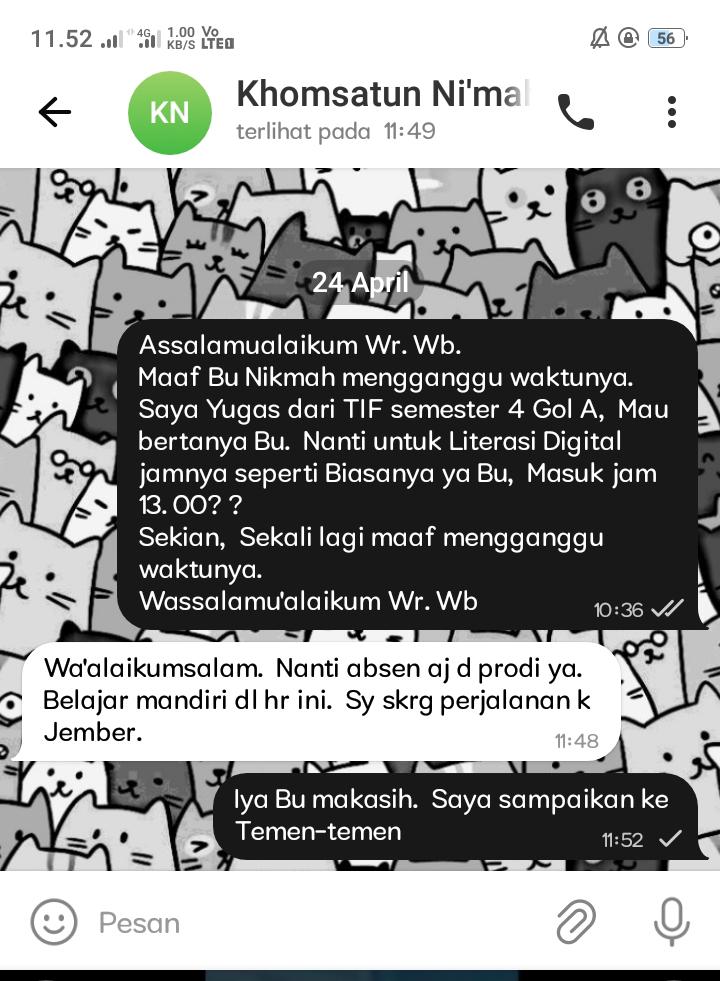 11.52 4G 1.00 KB/S Vo LTE 56
KN
Khomsatun Ni'mah
terlihat pada 11:49
24 April
Assalamualaikum Wr. Wb.
Maaf Bu Nikmah mengganggu waktunya.
Saya Yugas dari TIF semester 4 Gol A, Mau
bertanya Bu. Nanti untuk Literasi Digital
jamnya seperti Biasanya ya Bu, Masuk jam
13. 00? ?
Sekian, Sekali lagi maaf mengganggu
waktunya.
Wassalamu'alaikum Wr. Wb
10:36
Wa'alaikumsalam. Nanti absen aj d prodi ya.
Belajar mandiri dl hr ini. Sy skrg perjalanan k
Jember.
11:48
Iya Bu makasih. Saya sampaikan ke
Temen-temen
11:52
Pesan